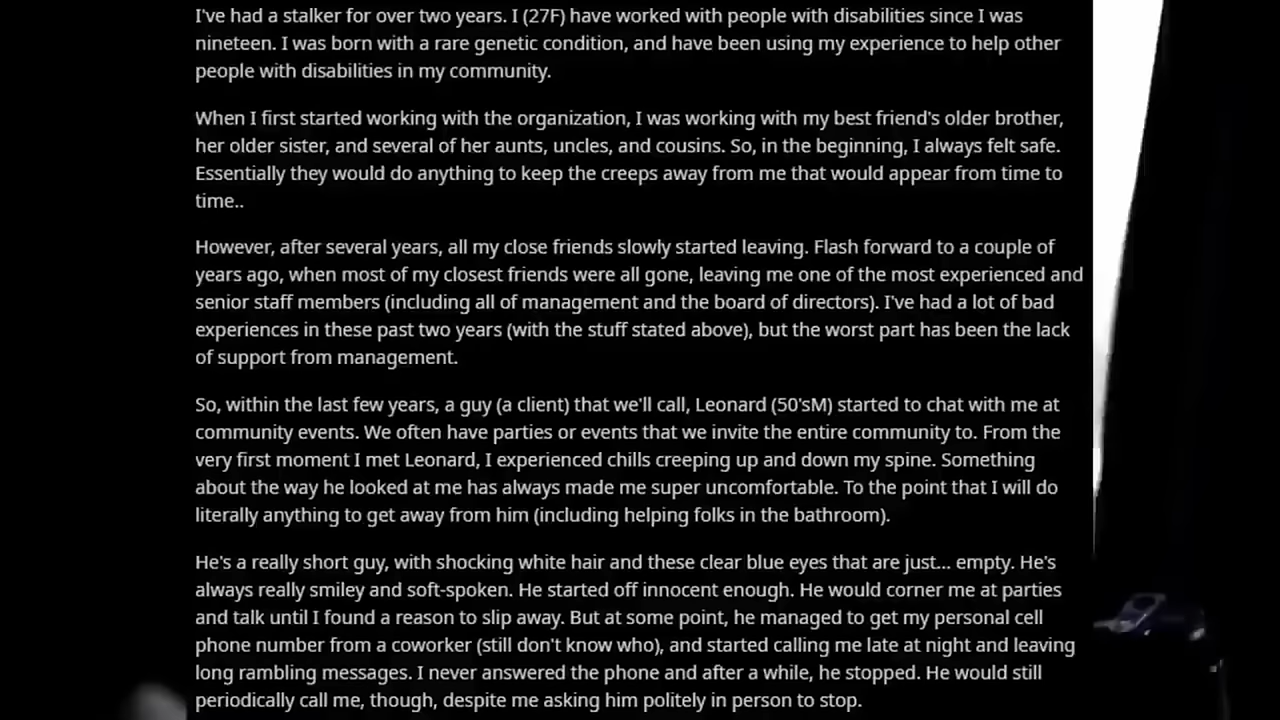 I've had a stalker for over two years. I (27F) have worked with people with disabilities since I was
nineteen. I was born with a rare genetic condition, and have been using my experience to help other
people with disabilities in my community.
When I first started working with the organization, I was working with my best friend's older brother,
her older sister, and several of her aunts, uncles, and cousins. So, in the beginning, I always felt safe.
Essentially they would do anything to keep the creeps away from me that would appear from time to
time..
However, after several years, all my close friends slowly started leaving. Flash forward to a couple of
years ago, when most of my closest friends were all gone, leaving me one of the most experienced and
senior staff members (including all of management and the board of directors). I've had a lot of bad
experiences in these past two years (with the stuff stated above), but the worst part has been the lack
of support from management.
So, within the last few years, a guy (a client) that we'll call, Leonard (50'sM) started to chat with me at
community events. We often have parties or events that we invite the entire community to. From the
very first moment I met Leonard, I experienced chills creeping up and down my spine. Something
about the way he looked at me has always made me super uncomfortable. To the point that I will do
literally anything to get away from him (including helping folks in the bathroom).
He's a really short guy, with shocking white hair and these clear blue eyes that are just... empty. He's
always really smiley and soft-spoken. He started off innocent enough. He would corner me at parties
and talk until I found a reason to slip away. But at some point, he managed to get my personal cell
phone number from a coworker (still don't know who), and started calling me late at night and leaving
long rambling messages. I never answered the phone and after a while, he stopped. He would still
periodically call me, though, despite me asking him politely in person to stop.